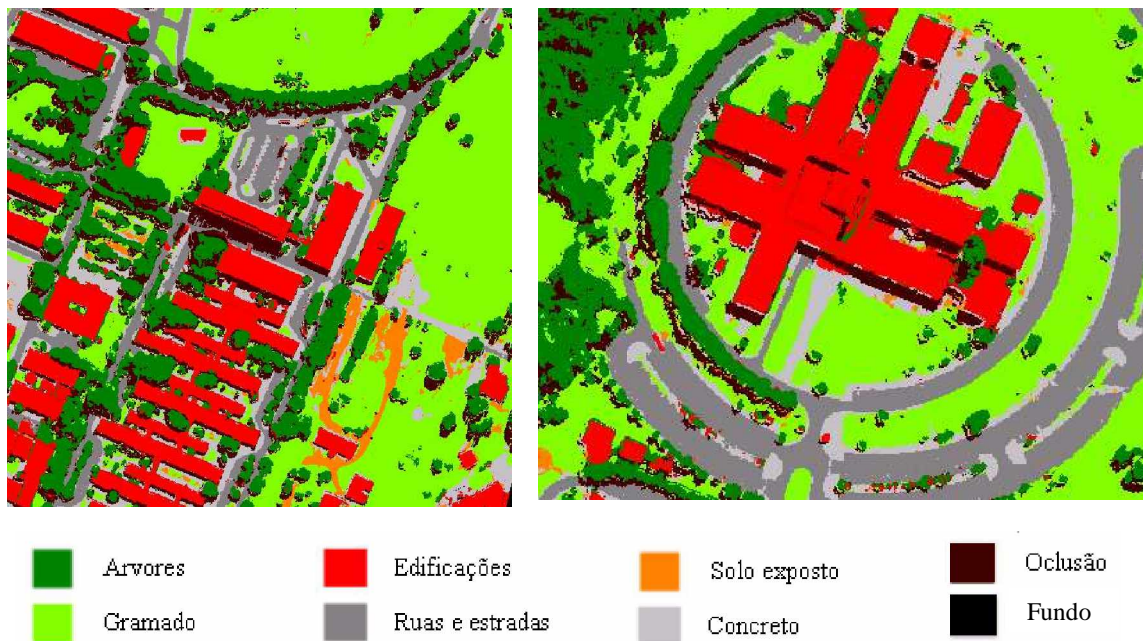 Arvores
Edificações
Solo exposto
Oclusão
Gramado
Ruas e estradas
Concreto
Fundo